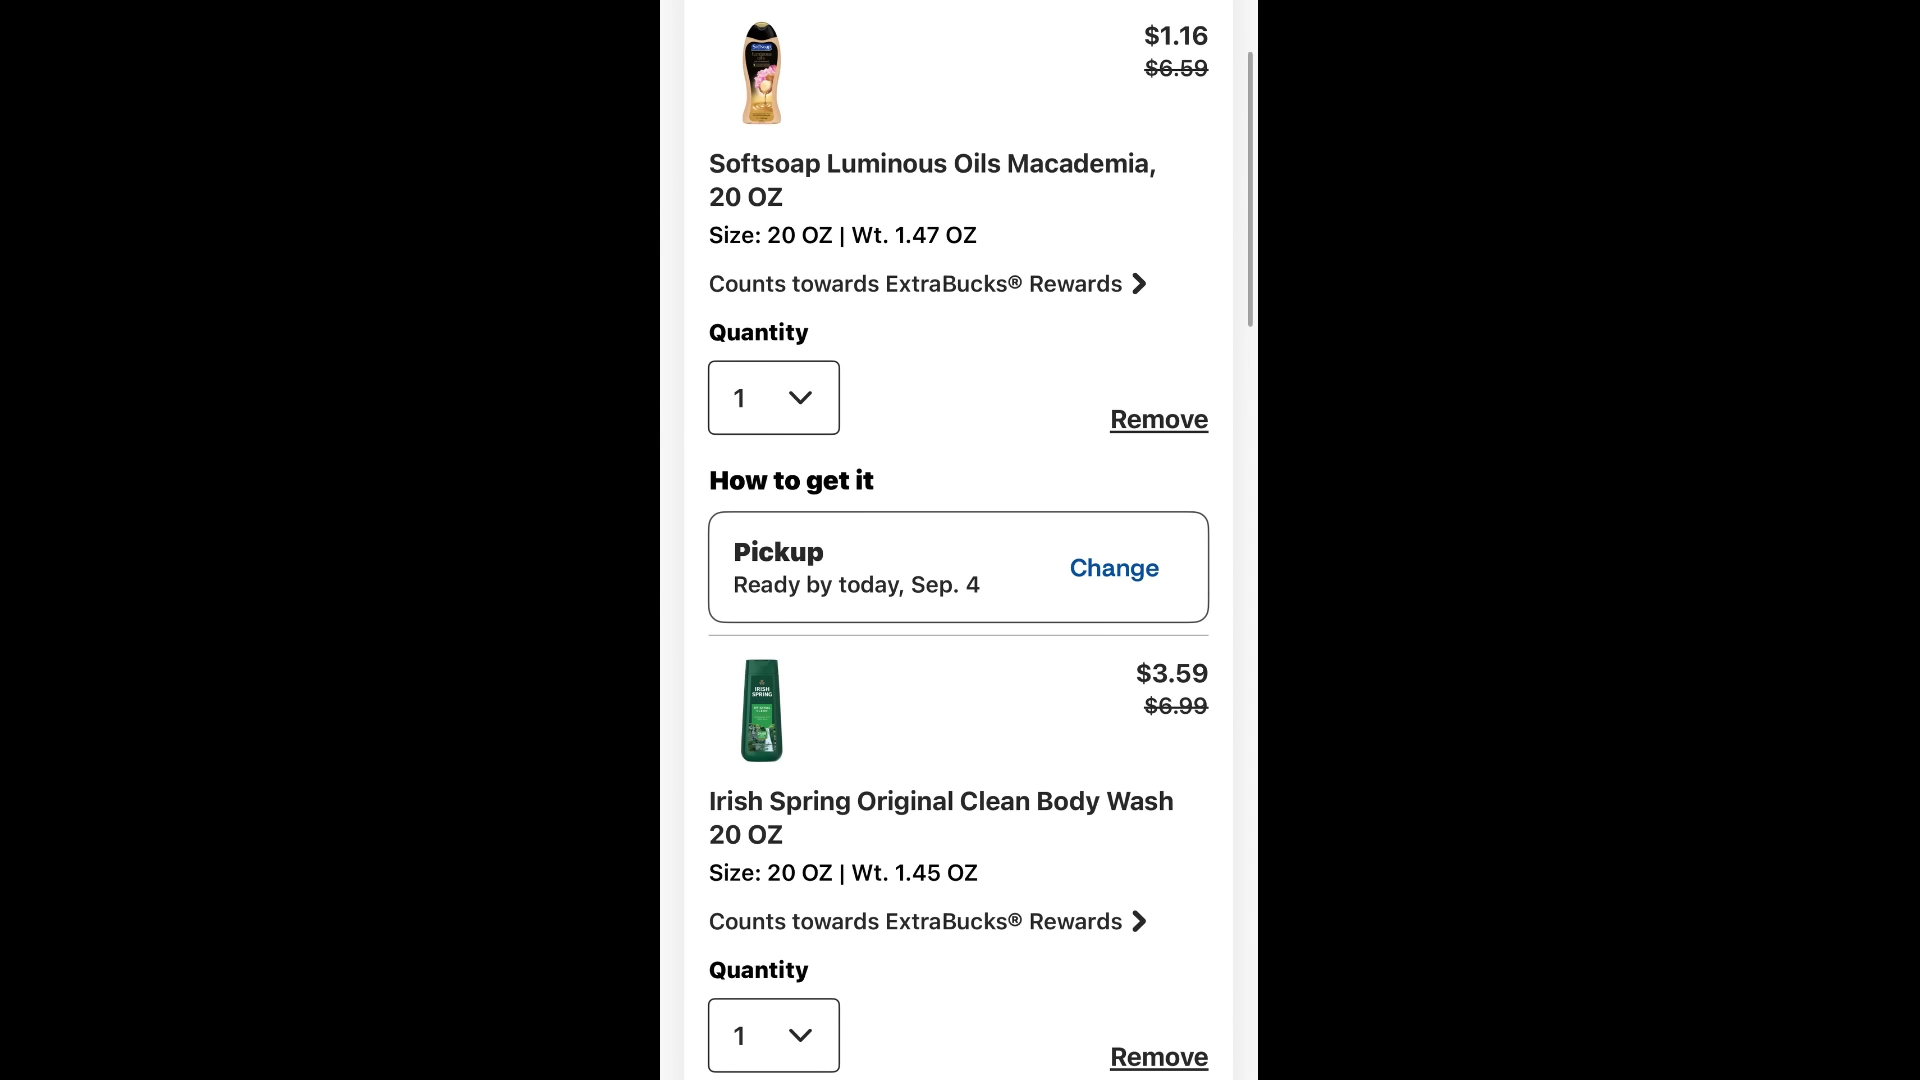 $1.16
$6.59
Softsoap
Softsoap Luminous Oils Macademia,
20 OZ
Size: 20 OZ | Wt. 1.47 OZ
Counts towards ExtraBucks® Rewards
Quantity
1
Remove
How to get it
Pickup
Ready by today, Sep. 4
Change
$3.59
$6.99
IRISH
SPRING
Irish Spring Original Clean Body Wash
20 OZ
Size: 20 OZ | Wt. 1.45 OZ
Counts towards ExtraBucks® Rewards
Quantity
1
Remove